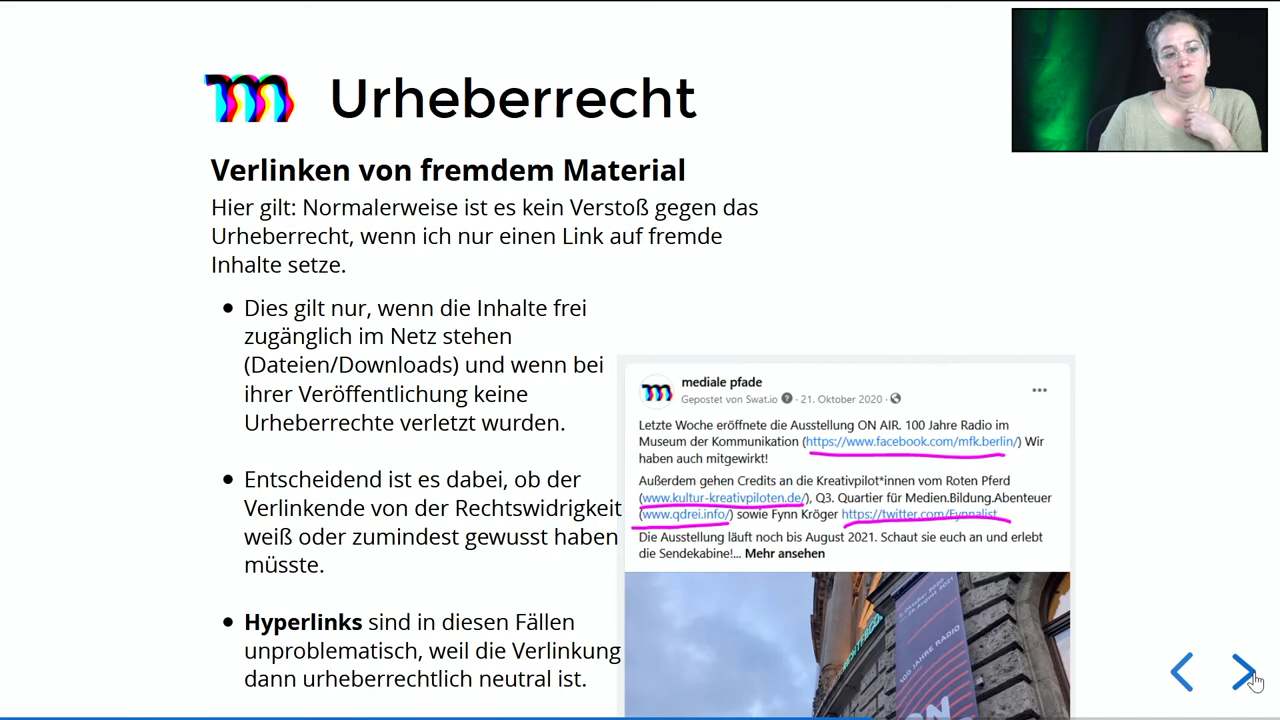 m Urheberrecht
Verlinken von fremdem Material
Hier gilt: Normalerweise ist es kein Verstoß gegen das
Urheberrecht, wenn ich nur einen Link auf fremde
Inhalte setze.
• Dies gilt nur, wenn die Inhalte frei
zugänglich im Netz stehen
(Dateien/Downloads) und wenn bei
ihrer Veröffentlichung keine
Urheberrechte verletzt wurden.
• Entscheidend ist es dabei, ob der
Verlinkende von der Rechtswidrigkeit
weiß oder zumindest gewusst haben
müsste.
• Hyperlinks sind in diesen Fällen
unproblematisch, weil die Verlinkung
dann urheberrechtlich neutral ist.
m
mediale pfade
Gepostet von Swat.io · 21. Oktober 2020 ·
Letzte Woche eröffnete die Ausstellung ON AIR. 100 Jahre Radio im
Museum der Kommunikation (https://www.facebook.com/mfk.berlin/) Wir
haben auch mitgewirkt!
Außerdem gehen Credits an die Kreativpilot*innen vom Roten Pferd
(www.kultur-kreativpiloten.de/), Q3. Quartier für Medien.Bildung.Abenteuer
(www.qdrei.info/) sowie Fynn Kröger https://twitter.com/Fynnalist
Die Ausstellung läuft noch bis August 2021. Schaut sie euch an und erlebt
die Sendekabine!... Mehr ansehen
100 JAHRE RADIO
ON